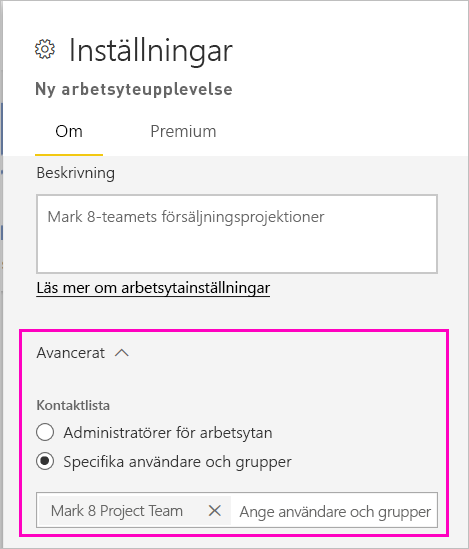 Inställningar
Ny arbetsyteupplevelse
Om Premium
Beskrivning
Mark 8-teamets försäljningsprojektioner
Läs mer om arbetsytainställningar
Avancerat
Kontaktlista
Administratörer för arbetsytan
Specifika användare och grupper
Mark 8 Project Team Ange användare och grupper